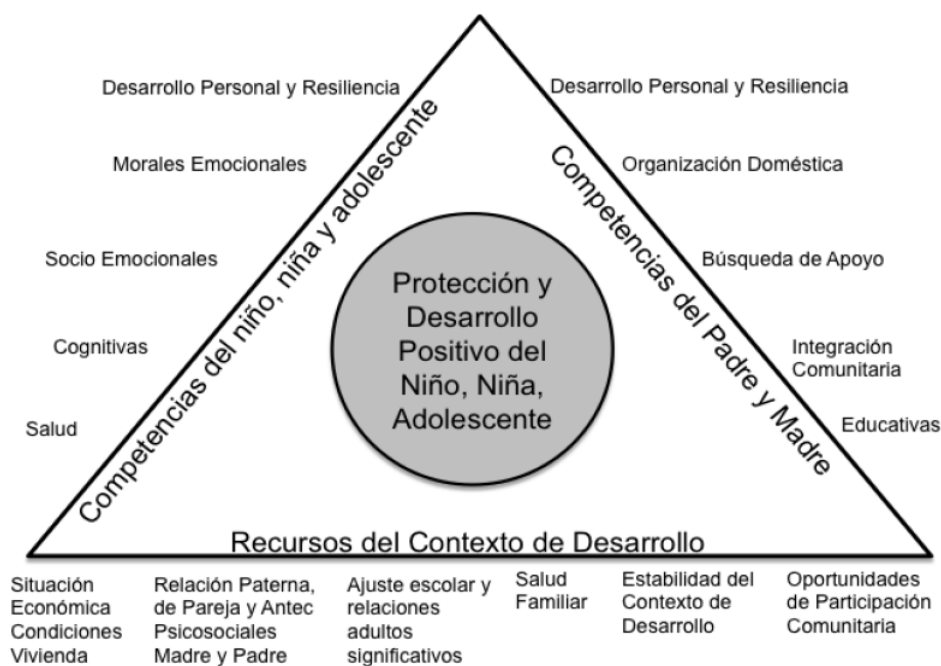 Desarrollo Personal y Resiliencia
Morales Emocionales
Socio Emocionales
Cognitivas
Salud
Competencias del niño, niña y adolescente
Protección y
Desarrollo
Positivo del
Niño, Niña,
Adolescente
Competencias del Padre y Madre
Desarrollo Personal y Resiliencia
Organización Doméstica
Búsqueda de Apoyo
Integración
Comunitaria
Educativas
Recursos del Contexto de Desarrollo
Situación
Económica
Condiciones
Vivienda
Relación Paterna,
de Pareja y Antec
Psicosociales
Madre y Padre
Ajuste escolar y
relaciones
adultos
significativos
Salud
Familiar
Estabilidad del
Contexto de
Desarrollo
Oportunidades
de Participación
Comunitaria